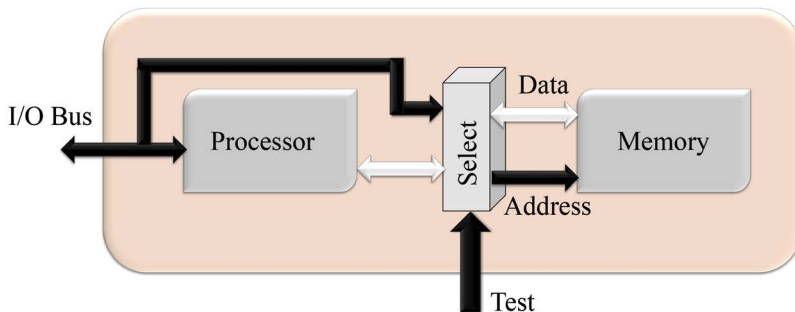 I/O Bus
Processor
Select
Data
Address
Memory
Test